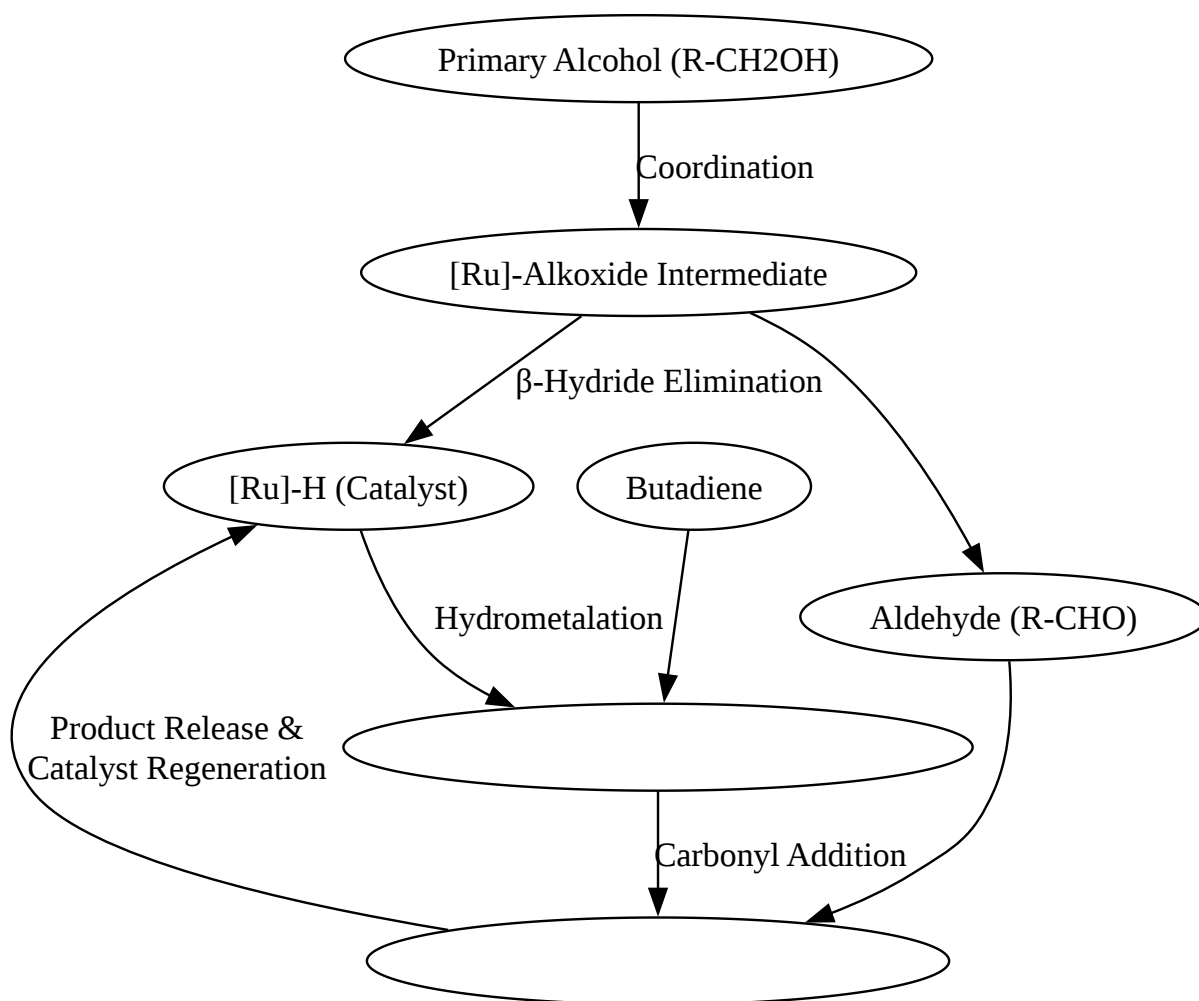 Primary Alcohol (R-CH2OH)
Coordination
[Ru]-Alkoxide Intermediate
β-Hydride Elimination
[Ru]-H (Catalyst)
Butadiene
Hydrometalation
Aldehyde (R-CHO)
Product Release &
Catalyst Regeneration
Carbonyl Addition